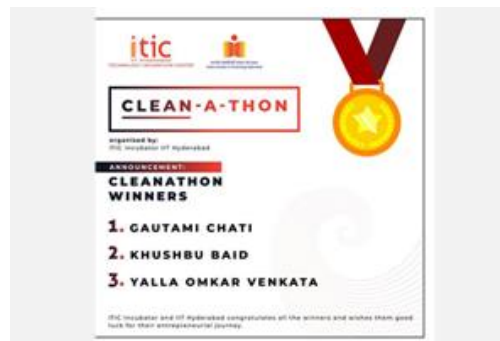 itic
CLEAN-A-THON
organised by:
iTIC Incubator IIT Hyderabad
ANNOUNCEMENT:
CLEANATHON
WINNERS
1. GAUTAMI CHATI
2. KHUSHBU BAID
3. YALLA OMKAR VENKATA
iTIC Incubator and IIT Hyderabad congratulates all the winners and wishes them good
luck for their entrepreneurial journey.